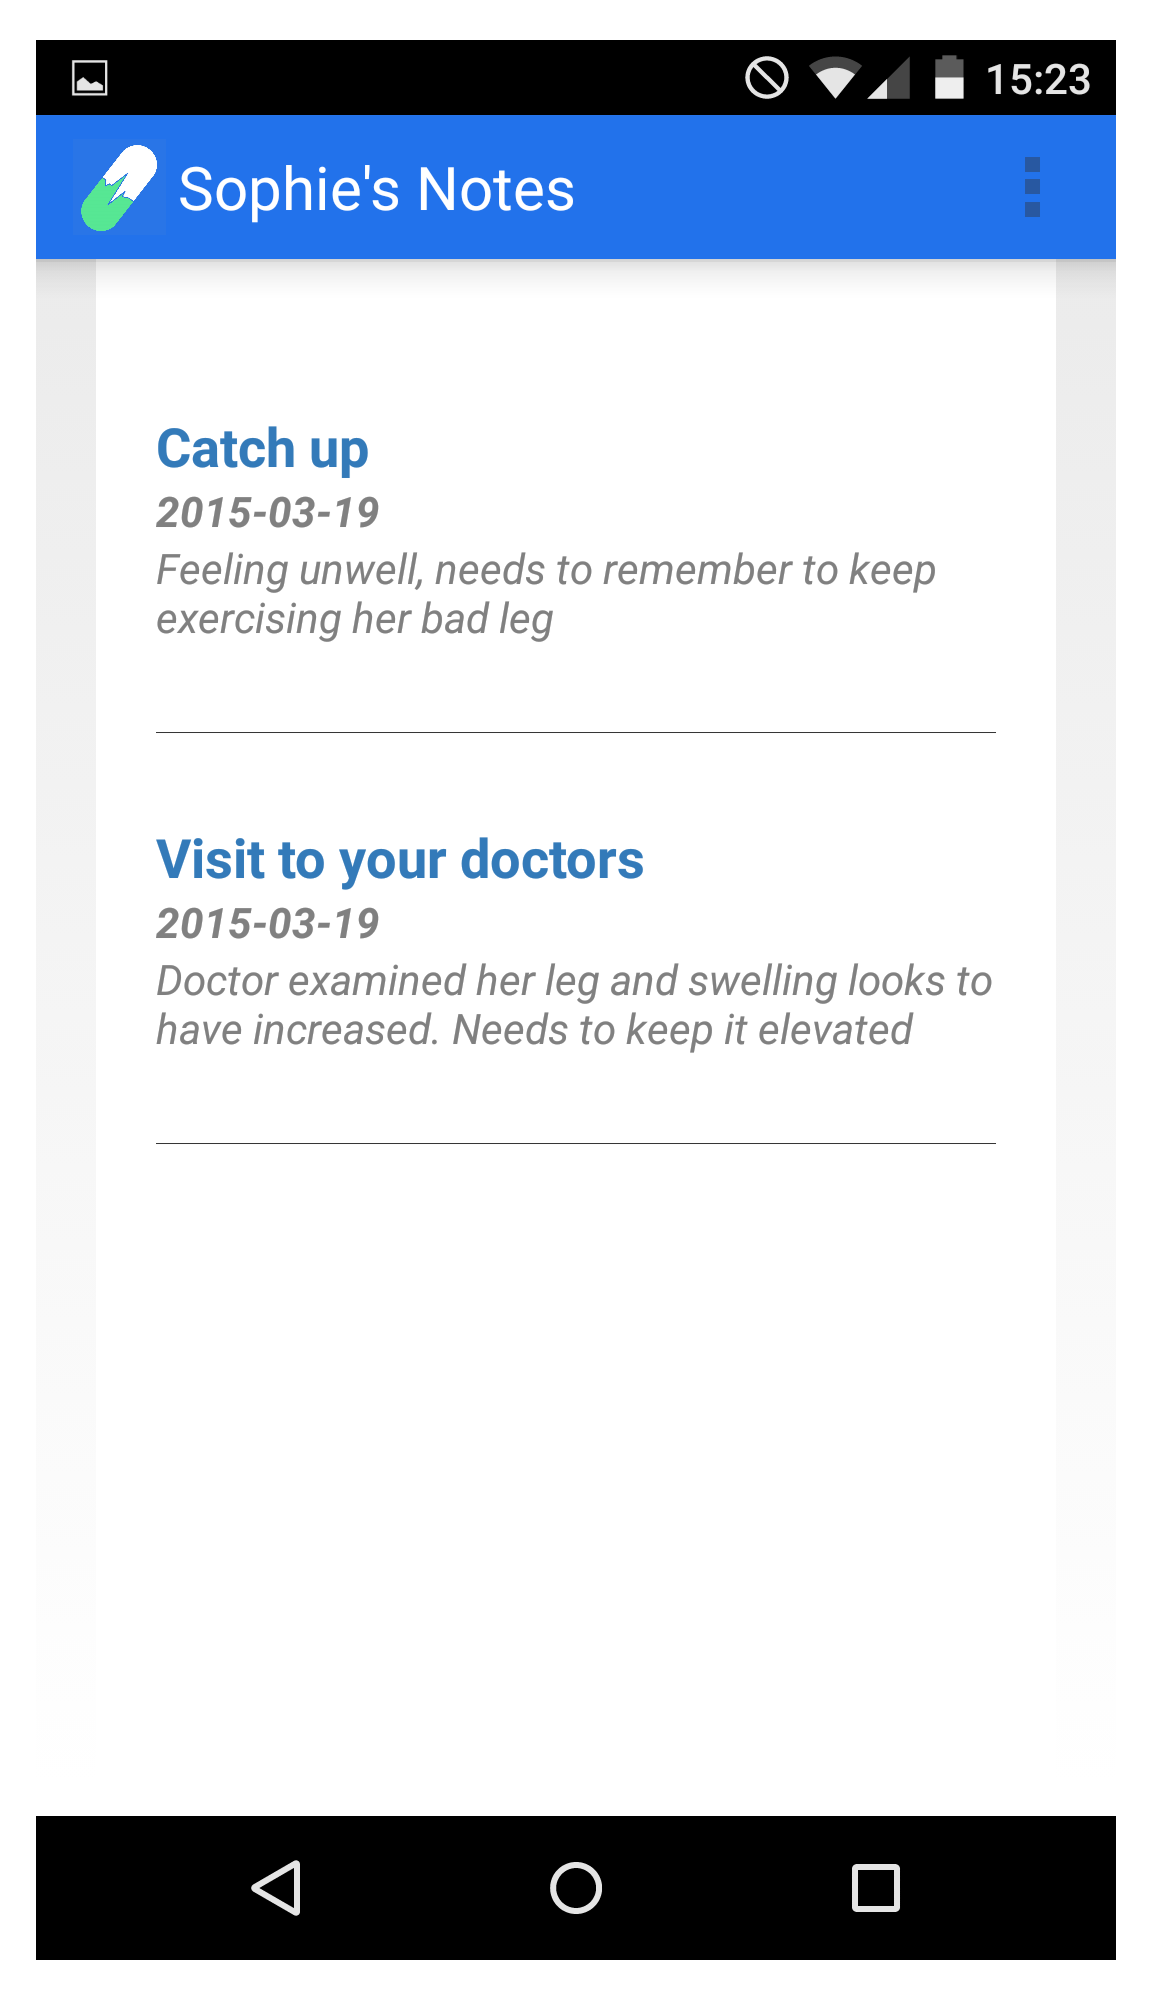 15:23
Sophie's Notes
Catch up
2015-03-19
Feeling unwell, needs to remember to keep
exercising her bad leg
Visit to your doctors
2015-03-19
Doctor examined her leg and swelling looks to
have increased. Needs to keep it elevated